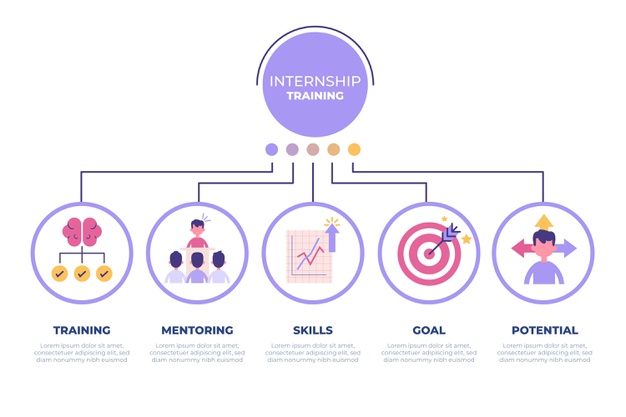 INTERNSHIP
TRAINING
TRAINING
Lorem ipsum dolor sit amet,
consectetuer adipiscing elit, sed
diam nonummy nibh euismod
MENTORING
Lorem ipsum dolor sit amet,
consectetuer adipiscing elit, sed
diam nonummy nibh euismod
SKILLS
Lorem ipsum dolor sit amet,
consectetuer adipiscing elit, sed
diam nonummy nibh euismod
GOAL
Lorem ipsum dolor sit amet,
consectetuer adipiscing elit, sed
diam nonummy nibh euismod
POTENTIAL
Lorem ipsum dolor sit amet,
consectetuer adipiscing elit, sed
diam nonummy nibh euismod